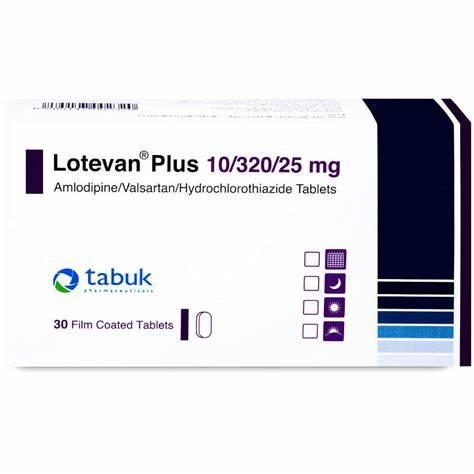 Lotevan® Plus 10/320/25 mg
Amlodipine/Valsartan/Hydrochlorothiazide Tablets
tabuk
pharmaceuticals
30 Film Coated Tablets